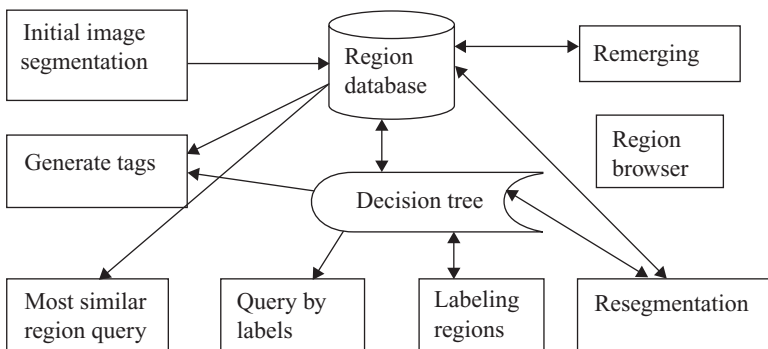 Initial image
segmentation
Region
database
Remerging
Generate tags
Region
browser
Decision tree
Most similar
region query
Query by
labels
Labeling
regions
Resegmentation